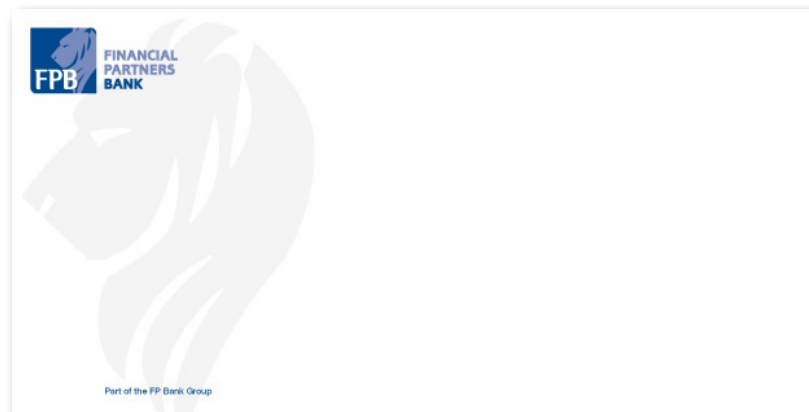 FPB
FINANCIAL
PARTNERS
BANK
Part of the FP Bank Group